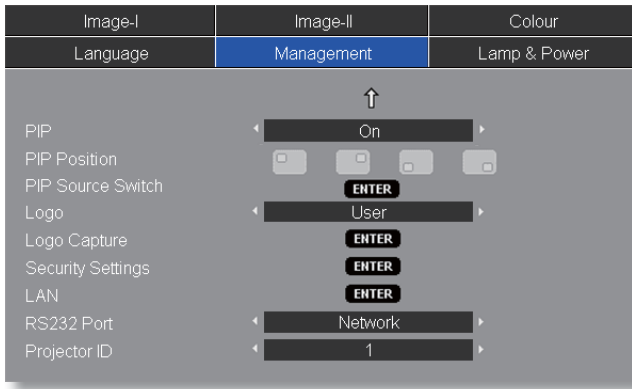 Image-I Image-II Colour
Language Management Lamp & Power
PIP On
PIP Position
PIP Source Switch ENTER
Logo User
Logo Capture ENTER
Security Settings ENTER
LAN ENTER
RS232 Port Network
Projector ID 1